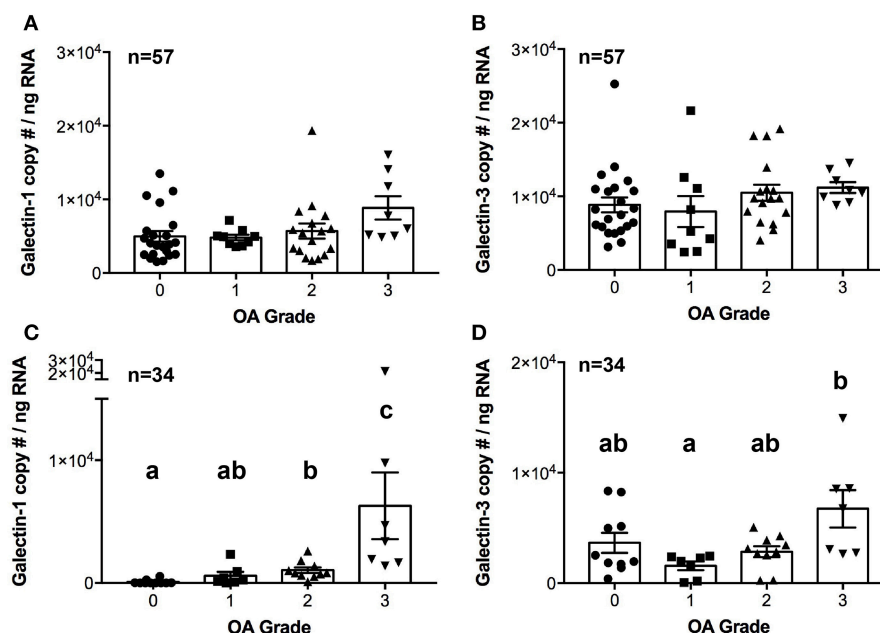 A
Galectin-1 copy # / ng RNA
3×10⁴
2×10⁴
1×10⁴
0
n=57
0 1 2 3
OA Grade
B
Galectin-3 copy # / ng RNA
3×10⁴
2×10⁴
1×10⁴
0
n=57
0 1 2 3
OA Grade
C
Galectin-1 copy # / ng RNA
3×10⁴
2×10⁴
1×10⁴
0
n=34
a ab b c
0 1 2 3
OA Grade
D
Galectin-3 copy # / ng RNA
2×10⁴
1×10⁴
0
n=34
ab a ab b
0 1 2 3
OA Grade